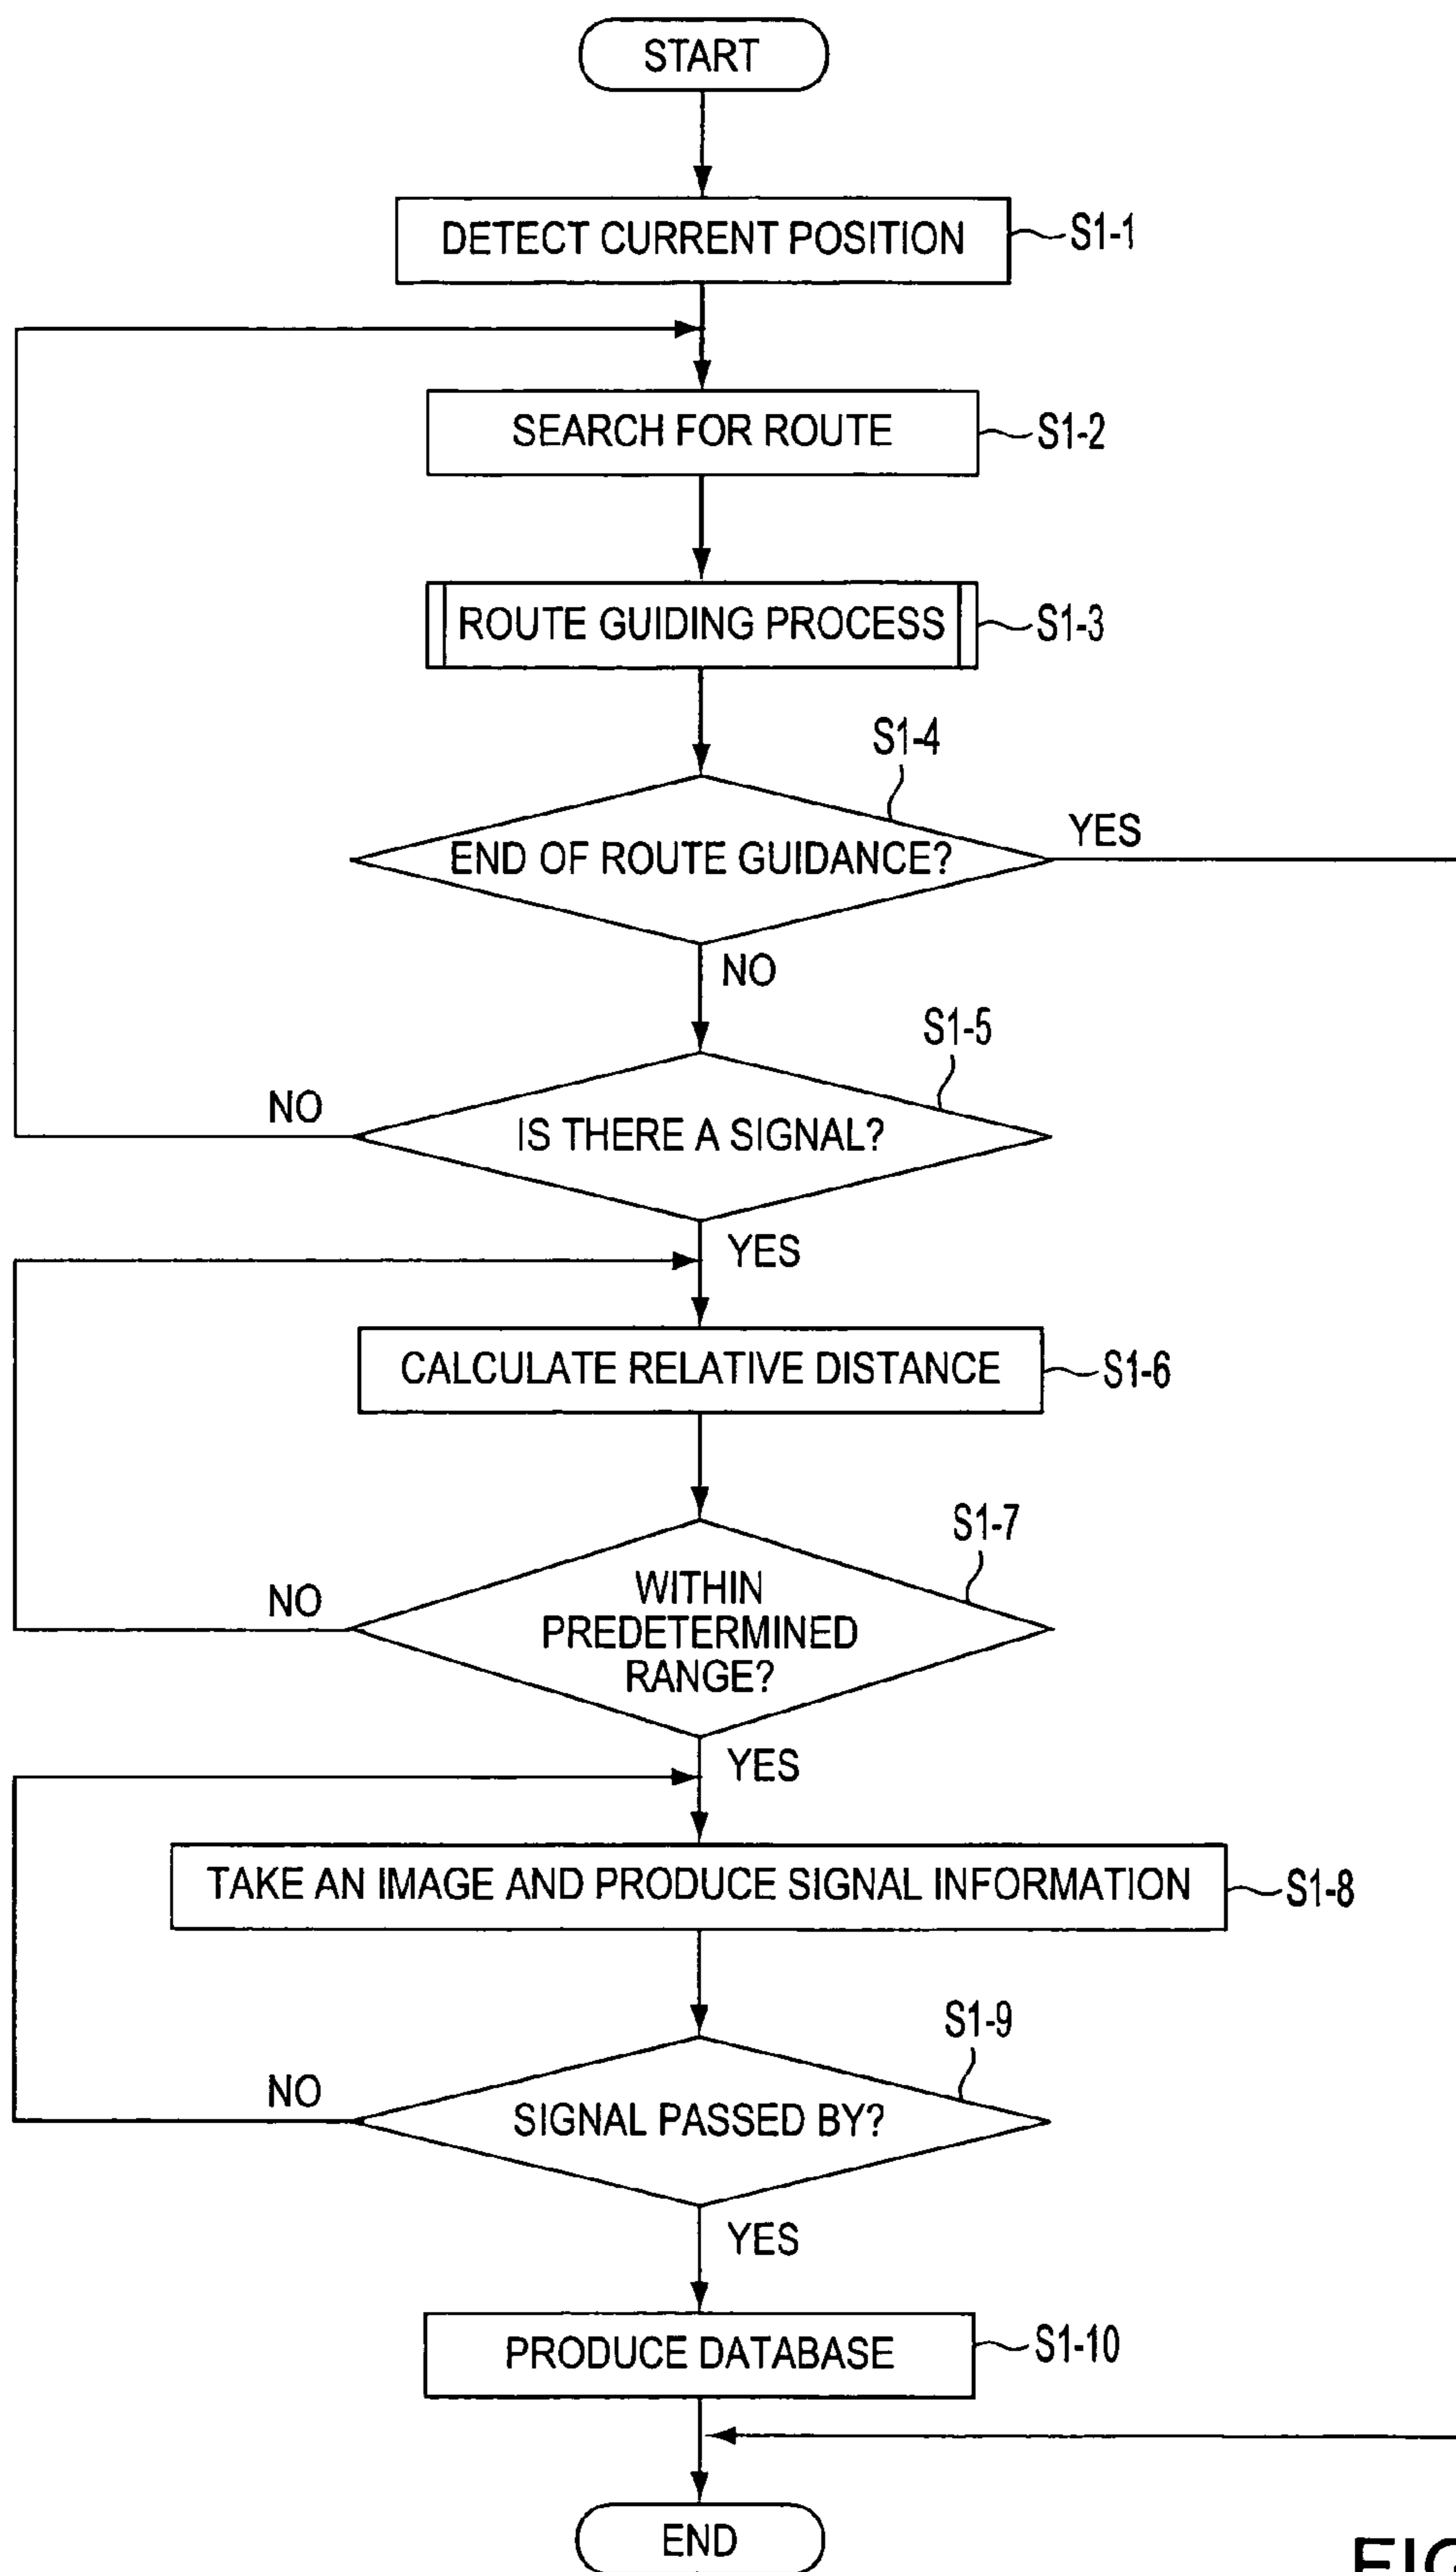 START
DETECT CURRENT POSITION
S1-1
SEARCH FOR ROUTE
S1-2
ROUTE GUIDING PROCESS
S1-3
S1-4
END OF ROUTE GUIDANCE?
YES
NO
S1-5
IS THERE A SIGNAL?
NO
YES
CALCULATE RELATIVE DISTANCE
S1-6
S1-7
WITHIN
PREDETERMINED
RANGE?
NO
YES
TAKE AN IMAGE AND PRODUCE SIGNAL INFORMATION
S1-8
S1-9
SIGNAL PASSED BY?
NO
YES
PRODUCE DATABASE
S1-10
END